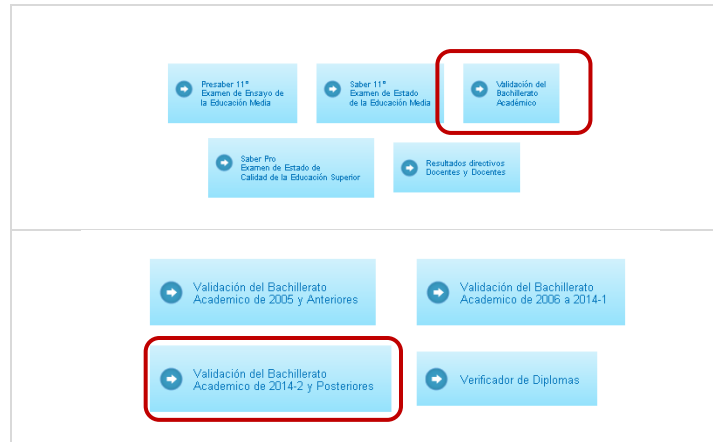 Presaber 11°
Examen de Ensayo de
la Educación Media
Saber 11°
Examen de Estado
de la Educación Media
Validación del
Bachillerato
Académico
Saber Pro
Examen de Estado de
Calidad de la Educación Superior
Resultados directivos
Docentes y Docentes
Validación del Bachillerato
Academico de 2005 y Anteriores
Validación del Bachillerato
Academico de 2006 a 2014-1
Validación del Bachillerato
Academico de 2014-2 y Posteriores
Verificador de Diplomas